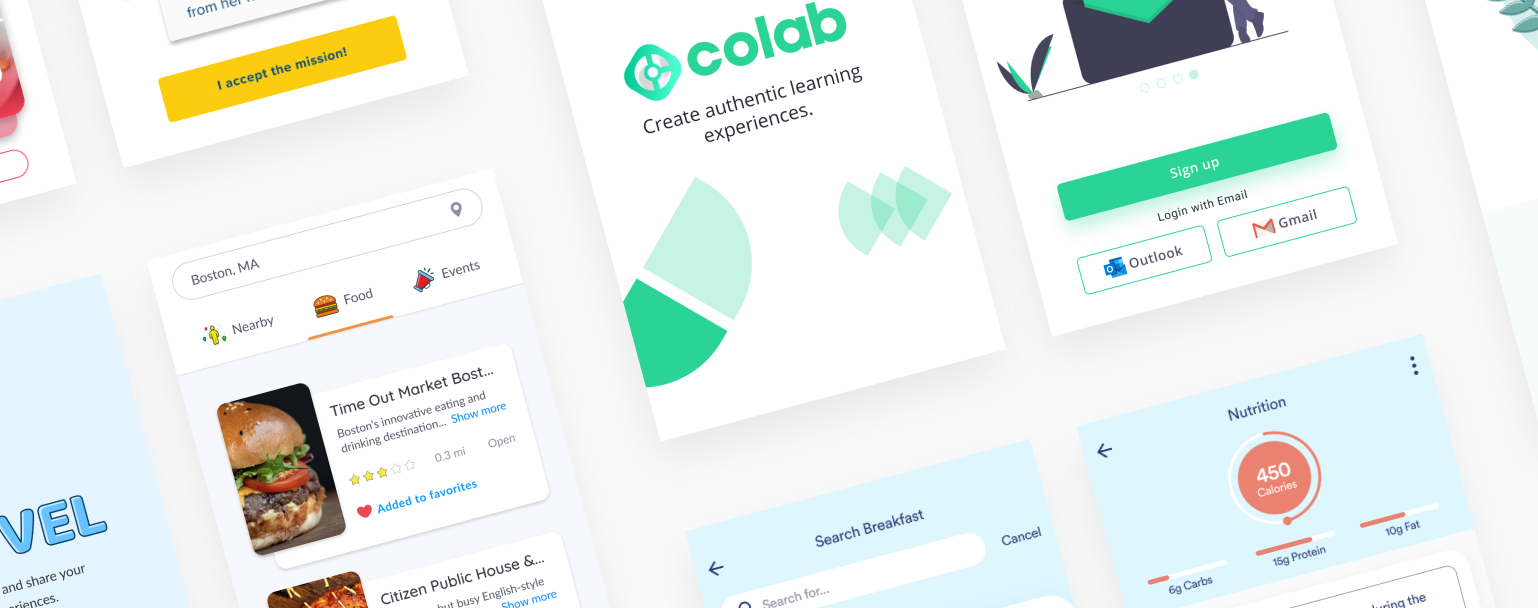 from her
I accept the mission!
colab
Create authentic learning
experiences.
Sign up
Login with Email
Outlook
Gmail
Boston, MA
Nearby
Food
Events
Time Out Market Bost...
Boston's innovative eating and
drinking destination... Show more
0.3 mi
Open
Added to favorites
Citizen Public House &...
but busy English-style
Show more
VEL
and share your
Search Breakfast
Cancel
Search for...
Nutrition
450
Calories
6g Carbs
15g Protein
10g Fat
the